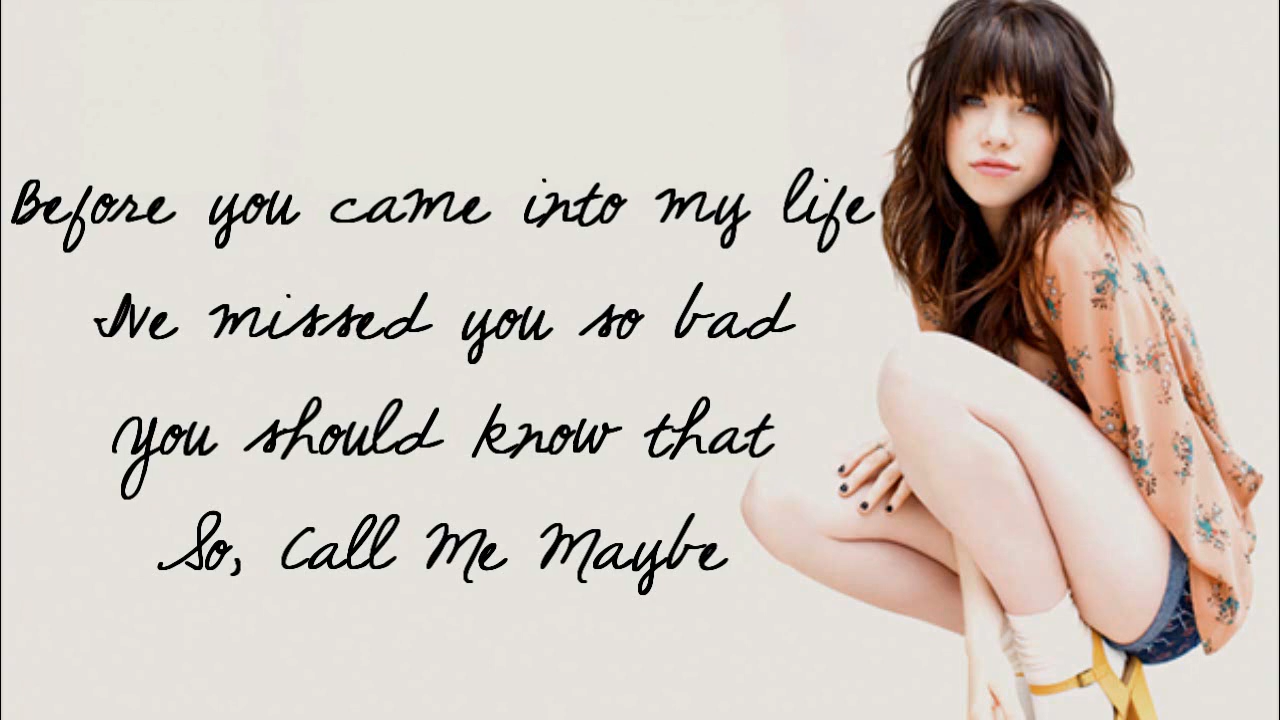 Before you came into my life
I've missed you so bad
You should know that
So, Call Me Maybe